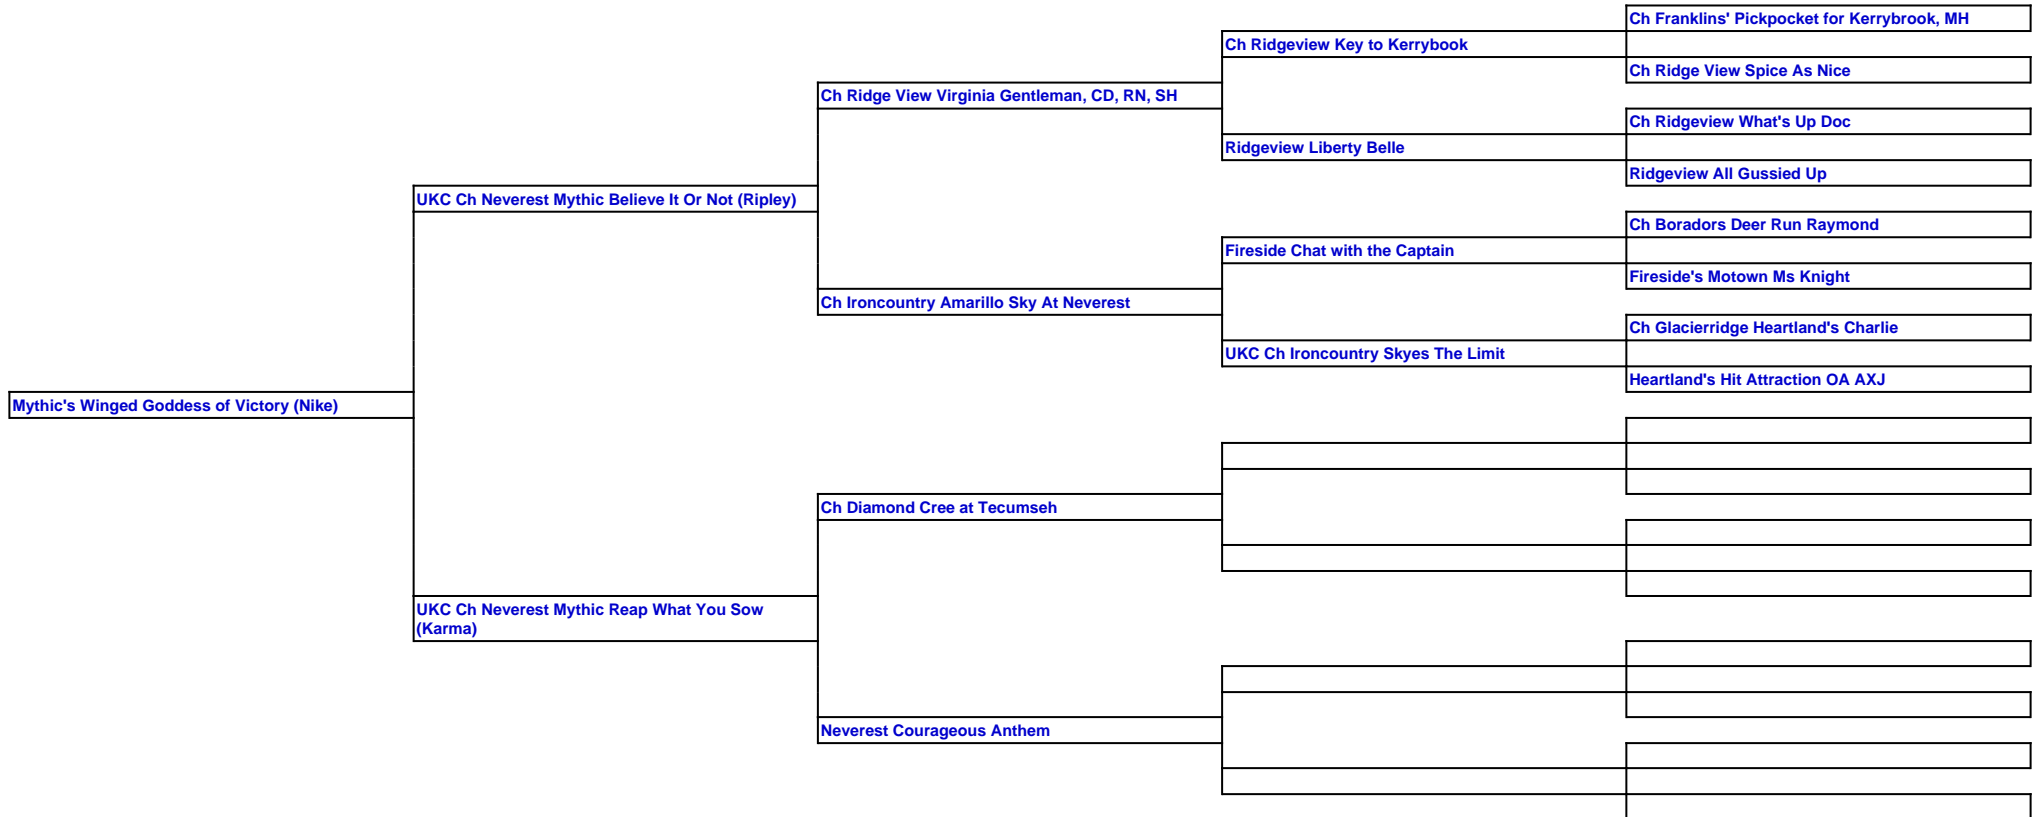 Ch Franklins' Pickpocket for Kerrybrook, MH
Ch Ridgeview Key to Kerrybook
Ch Ridge View Spice As Nice
Ch Ridge View Virginia Gentleman, CD, RN, SH
Ch Ridgeview What's Up Doc
Ridgeview Liberty Belle
Ridgeview All Gussied Up
UKC Ch Neverest Mythic Believe It Or Not (Ripley)
Ch Boradors Deer Run Raymond
Fireside Chat with the Captain
Fireside's Motown Ms Knight
Ch Ironcountry Amarillo Sky At Neverest
Ch Glacierridge Heartland's Charlie
UKC Ch Ironcountry Skyes The Limit
Heartland's Hit Attraction OA AXJ
Mythic's Winged Goddess of Victory (Nike)
Ch Diamond Cree at Tecumseh
UKC Ch Neverest Mythic Reap What You Sow
(Karma)
Neverest Courageous Anthem